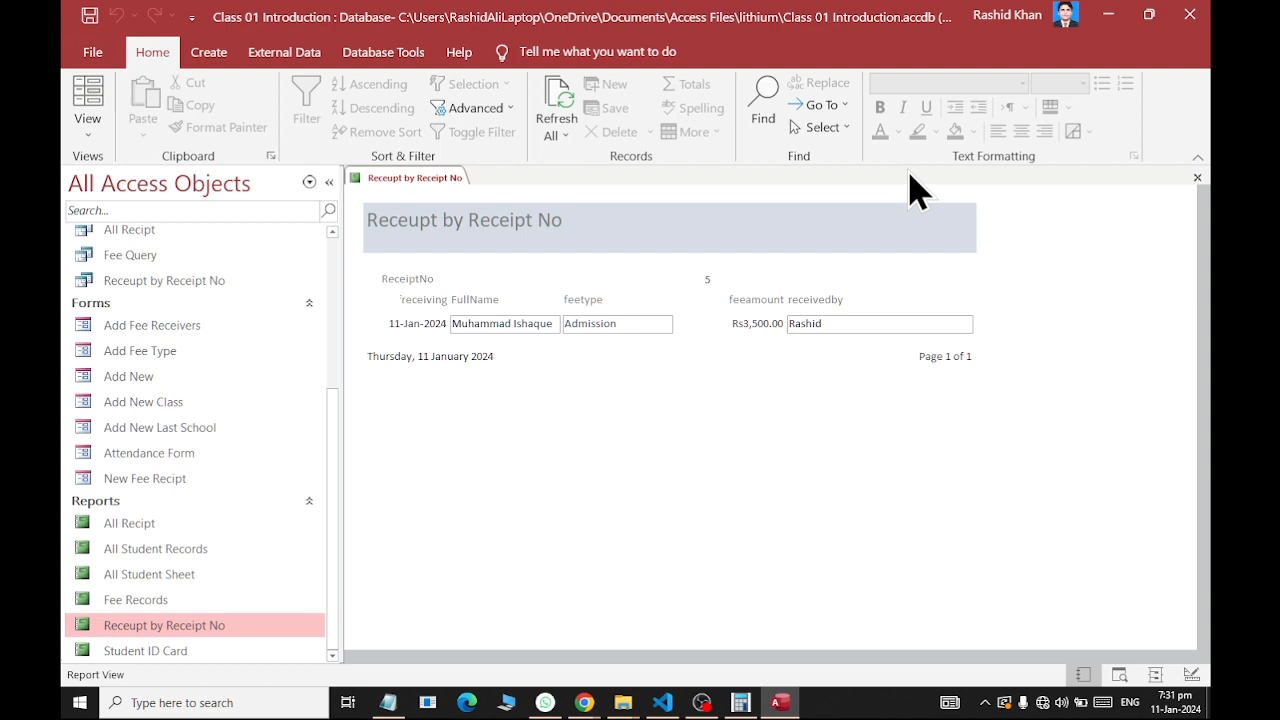 Class 01 Introduction : Database- C:\Users\RashidAliLaptop\OneDrive\Documents\Access Files\lithium\Class 01 Introduction.accdb (... Rashid Khan
File Home Create External Data Database Tools Help Tell me what you want to do
View
Views
Paste
Cut
Copy
Format Painter
Clipboard
Filter
Ascending
Descending
Remove Sort
Selection
Advanced
Toggle Filter
Sort & Filter
Refresh
All
New
Save
Delete
Totals
Spelling
More
Records
Find
Replace
Go To
Select
Find
B I U
A
Text Formatting
All Access Objects
Search...
All Recipt
Fee Query
Receupt by Receipt No
Forms
Add Fee Receivers
Add Fee Type
Add New
Add New Class
Add New Last School
Attendance Form
New Fee Recipt
Reports
All Recipt
All Student Records
All Student Sheet
Fee Records
Receupt by Receipt No
Student ID Card
Receupt by Receipt No
Receupt by Receipt No
ReceiptNo 5
receiving FullName feetype feeamount receivedby
11-Jan-2024 Muhammad Ishaque Admission Rs3,500.00 Rashid
Thursday, 11 January 2024 Page 1 of 1
Report View
Type here to search
ENG
7:31 pm
11-Jan-2024